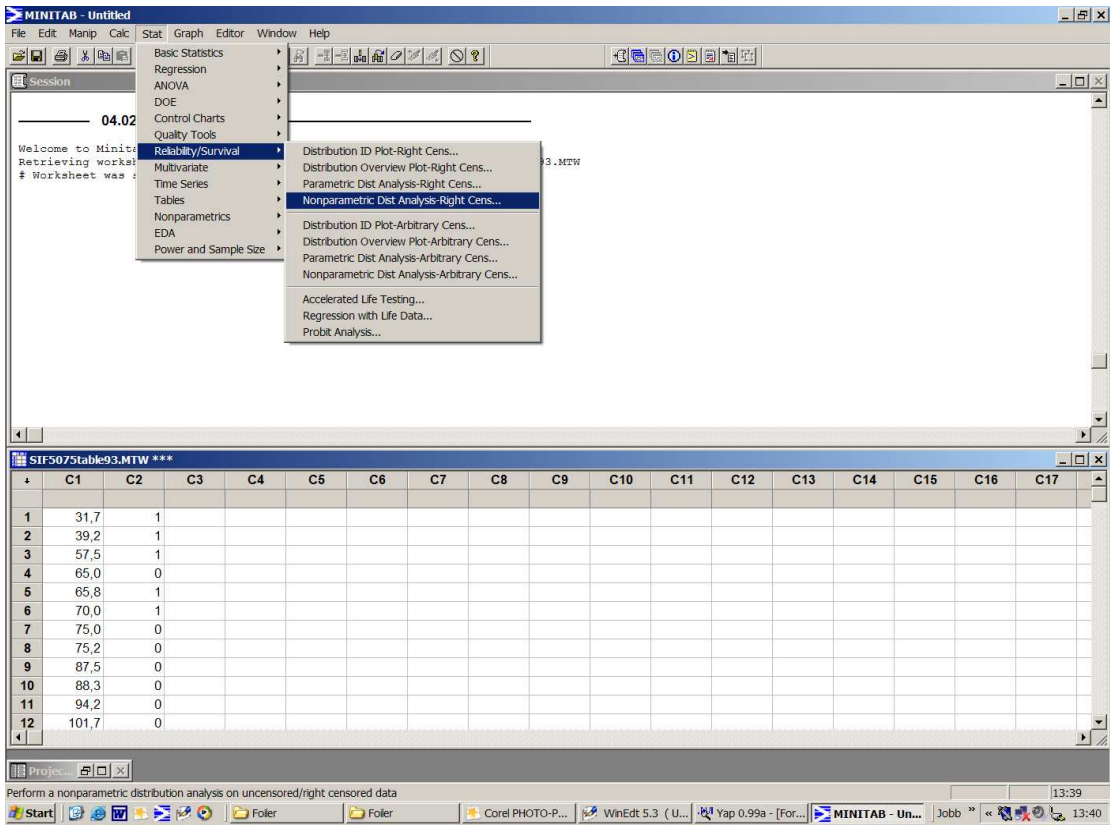 MINITAB - Untitled
File Edit Manip Calc Stat Graph Editor Window Help
Session
04.02
Welcome to Minita
Retrieving worksh 93.MTW
# Worksheet was s
Basic Statistics
Regression
ANOVA
DOE
Control Charts
Quality Tools
Reliability/Survival
Multivariate
Time Series
Tables
Nonparametrics
EDA
Power and Sample Size
Distribution ID Plot-Right Cens...
Distribution Overview Plot-Right Cens...
Parametric Dist Analysis-Right Cens...
Nonparametric Dist Analysis-Right Cens...
Distribution ID Plot-Arbitrary Cens...
Distribution Overview Plot-Arbitrary Cens...
Parametric Dist Analysis-Arbitrary Cens...
Nonparametric Dist Analysis-Arbitrary Cens...
Accelerated Life Testing...
Regression with Life Data...
Probit Analysis...
SIF5075table93.MTW ***
C1 C2 C3 C4 C5 C6 C7 C8 C9 C10 C11 C12 C13 C14 C15 C16 C17
1 31,7 1
2 39,2 1
3 57,5 1
4 65,0 0
5 65,8 1
6 70,0 1
7 75,0 0
8 75,2 0
9 87,5 0
10 88,3 0
11 94,2 0
12 101,7 0
Projec...
Perform a nonparametric distribution analysis on uncensored/right censored data 13:39
Start Foiler Foiler Corel PHOTO-P... WinEdt 5.3 ( U... Yap 0.99a - [For... MINITAB - Un... Jobb » « 13:40